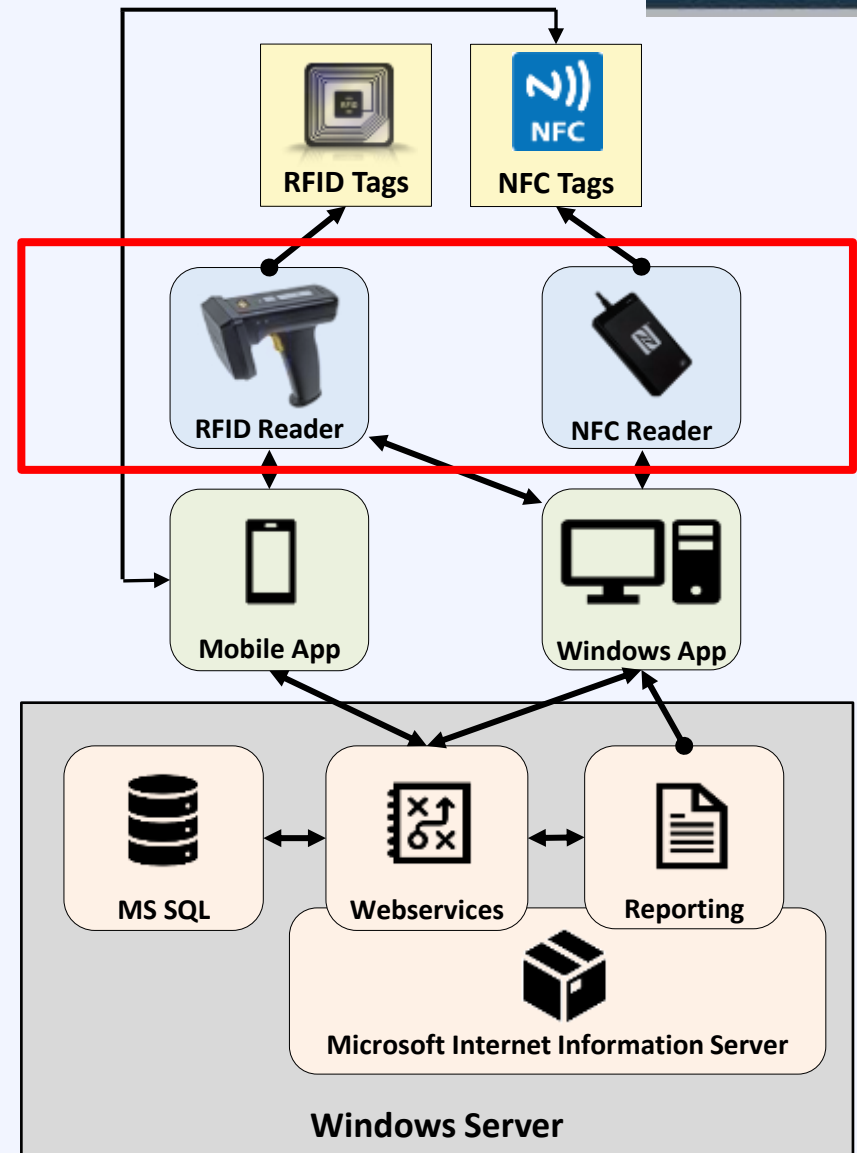 NFC
RFID
RFID Tags
NFC Tags
RFID Reader
NFC Reader
Mobile App
Windows App
MS SQL
Webservices
Reporting
Microsoft Internet Information Server
Windows Server